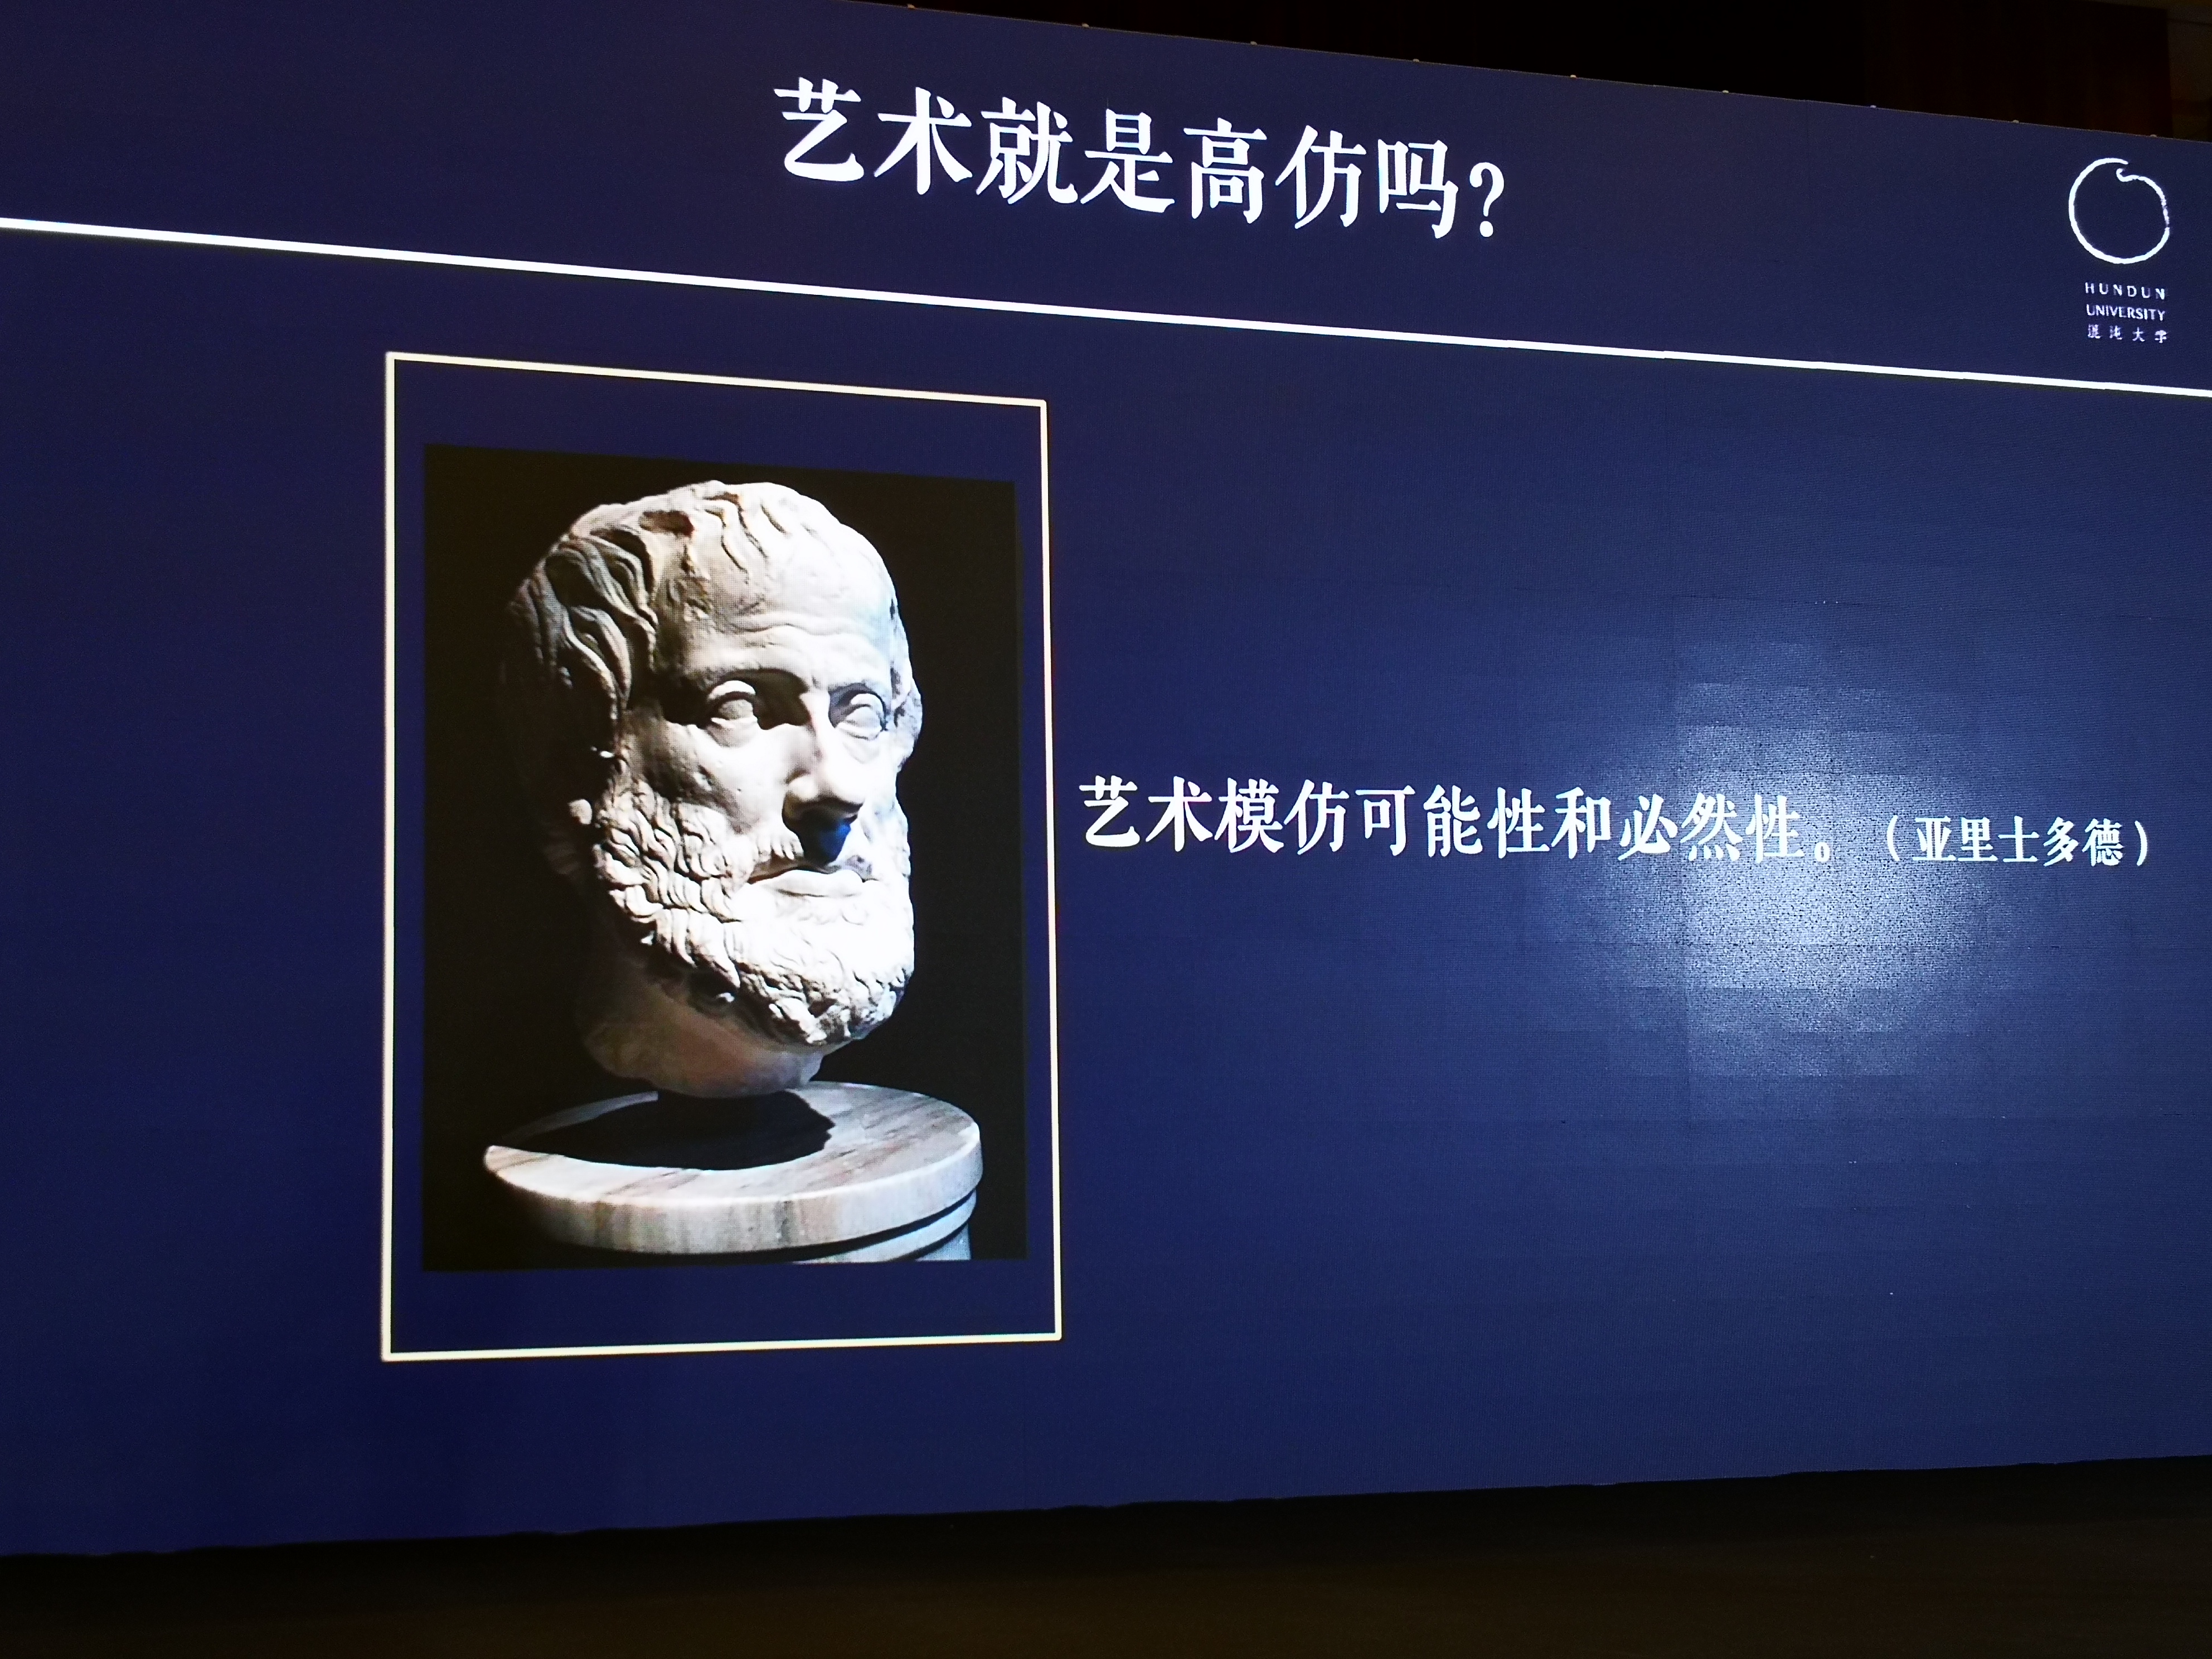 艺术就是高仿吗?
HUNDUN
UNIVERSITY
混沌大学
艺术模仿可能性和必然性。（亚里士多德）